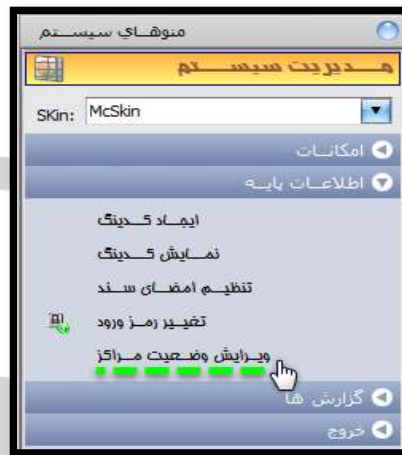 منوهای سیستم
مدیریت سیستم
SKin: McSkin
امکانات
اطلاعات پایه
ایجاد کدینگ
نمایش کدینگ
تنظیم امضای سند
تغییر رمز ورود
ویرایش وضعیت مراکز
گزارش ها
خروج